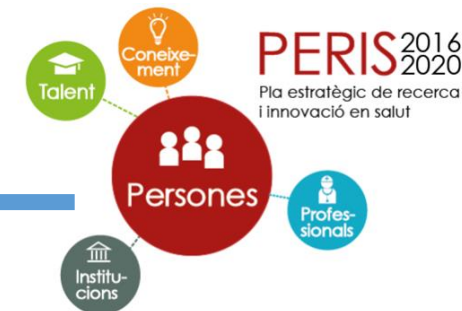 PERIS 2016
2020
Pla estratègic de recerca
i innovació en salut
Coneixe-
ment
Talent
Persones
Profes-
sionals
Institu-
cions